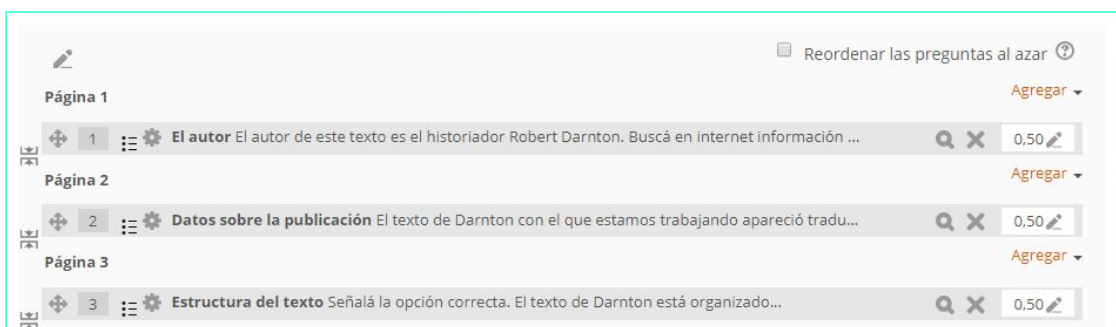 Reordenar las preguntas al azar ?
Página 1 Agregar
1 El autor El autor de este texto es el historiador Robert Darnton. Buscá en internet información ... 0,50
Página 2 Agregar
2 Datos sobre la publicación El texto de Darnton con el que estamos trabajando apareció tradu... 0,50
Página 3 Agregar
3 Estructura del texto Señalá la opción correcta. El texto de Darnton está organizado... 0,50